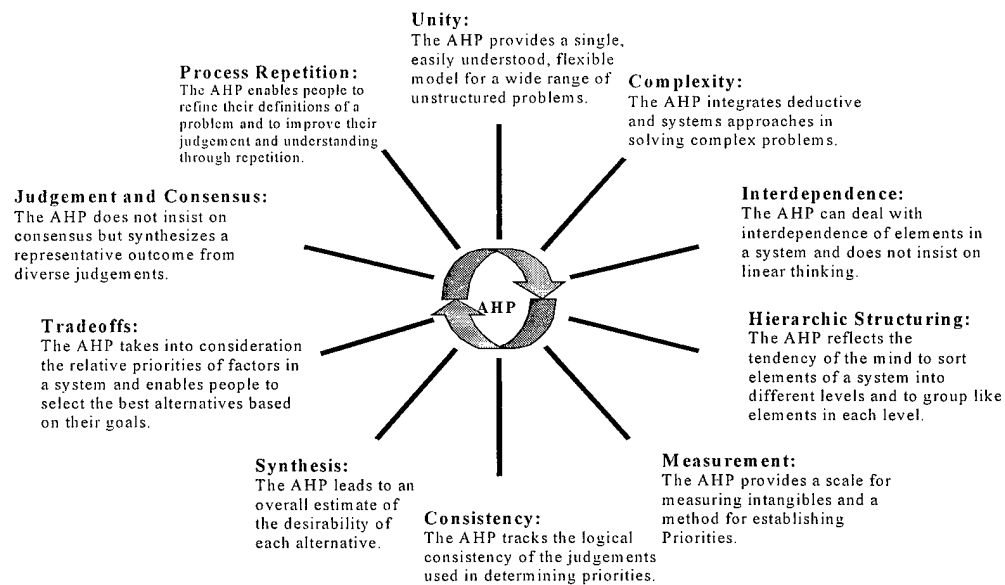 Unity:
The AHP provides a single,
easily understood, flexible
model for a wide range of
unstructured problems.
Complexity:
The AHP integrates deductive
and systems approaches in
solving complex problems.
Interdependence:
The AHP can deal with
interdependence of elements in
a system and does not insist on
linear thinking.
Hierarchic Structuring:
The AHP reflects the
tendency of the mind to sort
elements of a system into
different levels and to group like
elements in each level.
Measurement:
The AHP provides a scale for
measuring intangibles and a
method for establishing
Priorities.
Consistency:
The AHP tracks the logical
consistency of the judgements
used in determining priorities.
Synthesis:
The AHP leads to an
overall estimate of
the desirability of
each alternative.
Tradeoffs:
The AHP takes into consideration
the relative priorities of factors in
a system and enables people to
select the best alternatives based
on their goals.
Judgement and Consensus:
The AHP does not insist on
consensus but synthesizes a
representative outcome from
diverse judgements.
Process Repetition:
The AHP enables people to
refine their definitions of a
problem and to improve their
judgement and understanding
through repetition.
AHP